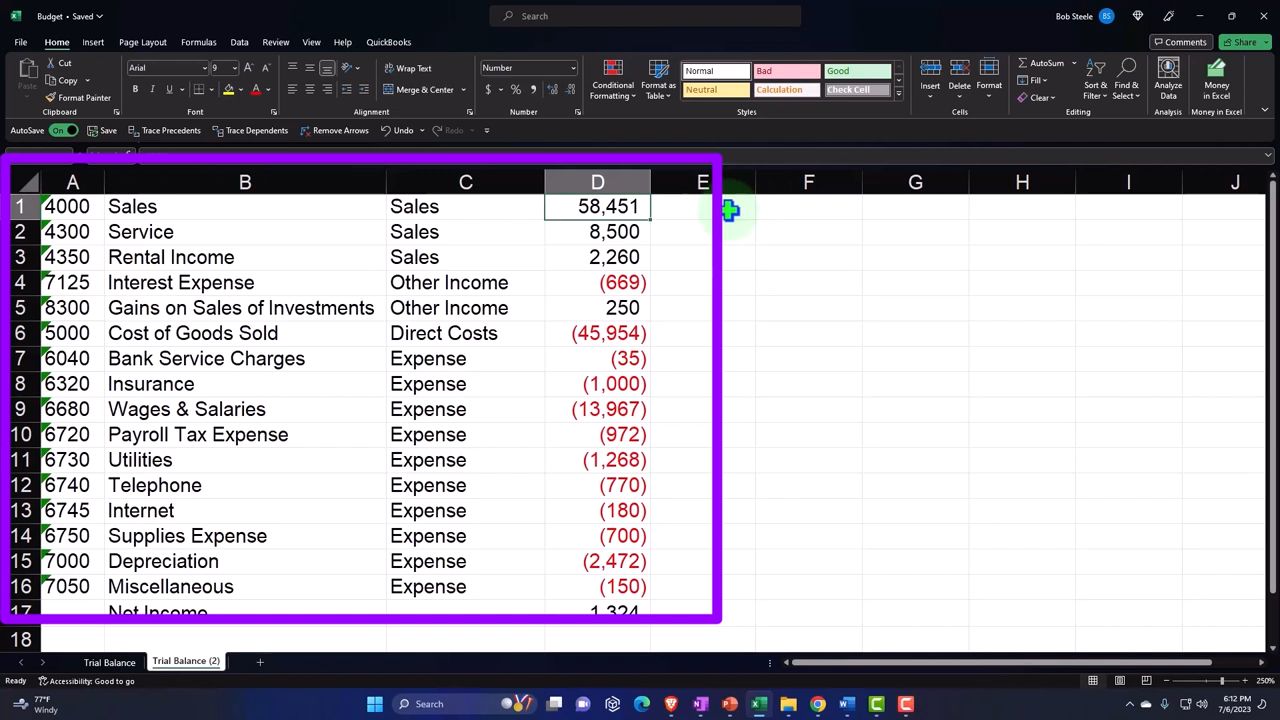 Budget • Saved
Search
Bob Steele BS
File Home Insert Page Layout Formulas Data Review View Help QuickBooks
Comments Share
Paste Cut Copy Format Painter
Arial 9
Wrap Text
Merge & Center
Number
Conditional Formatting Format as Table
Normal Bad Good
Neutral Calculation Check Cell
Insert Delete Format
AutoSum Fill Clear
Sort & Filter Find & Select Analyze Data Money in Excel
Clipboard Font Alignment Number Styles Cells Editing Analysis Money in Excel
AutoSave On Save Trace Precedents Trace Dependents Remove Arrows Undo Redo
A B C D E F G H I J
1 4000 Sales Sales 58,451
2 4300 Service Sales 8,500
3 4350 Rental Income Sales 2,260
4 7125 Interest Expense Other Income (669)
5 8300 Gains on Sales of Investments Other Income 250
6 5000 Cost of Goods Sold Direct Costs (45,954)
7 6040 Bank Service Charges Expense (35)
8 6320 Insurance Expense (1,000)
9 6680 Wages & Salaries Expense (13,967)
10 6720 Payroll Tax Expense Expense (972)
11 6730 Utilities Expense (1,268)
12 6740 Telephone Expense (770)
13 6745 Internet Expense (180)
14 6750 Supplies Expense Expense (700)
15 7000 Depreciation Expense (2,472)
16 7050 Miscellaneous Expense (150)
17 Net Income 1,324
18
Trial Balance Trial Balance (2)
Ready Accessibility: Good to go 250%
77°F
Windy
Search
6:12 PM
7/6/2023